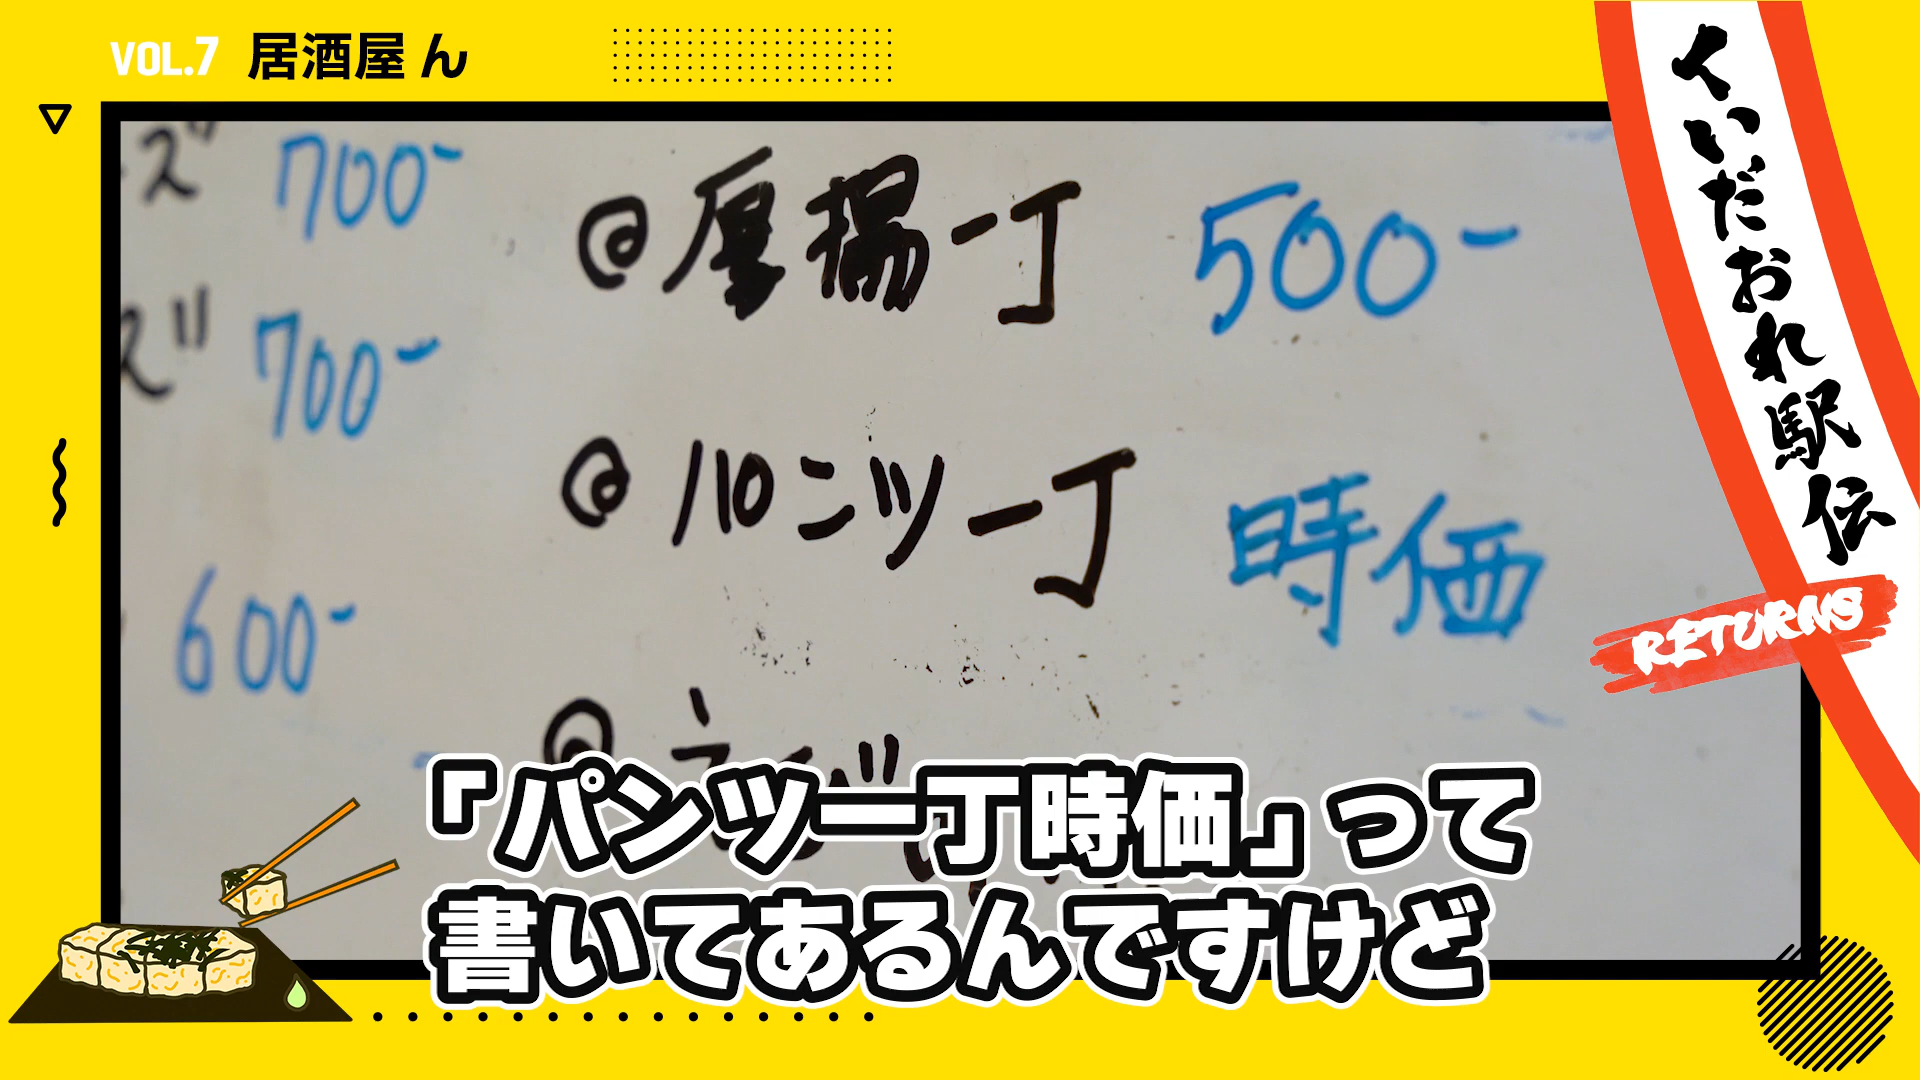 VOL.7 居酒屋 ん
くいだおれ駅伝
RETURNS
ズ 700-
ズ 700-
600-
@厚揚一丁 500-
@パンツ一丁 時価
「パンツ一丁時価」って
書いてあるんですけど